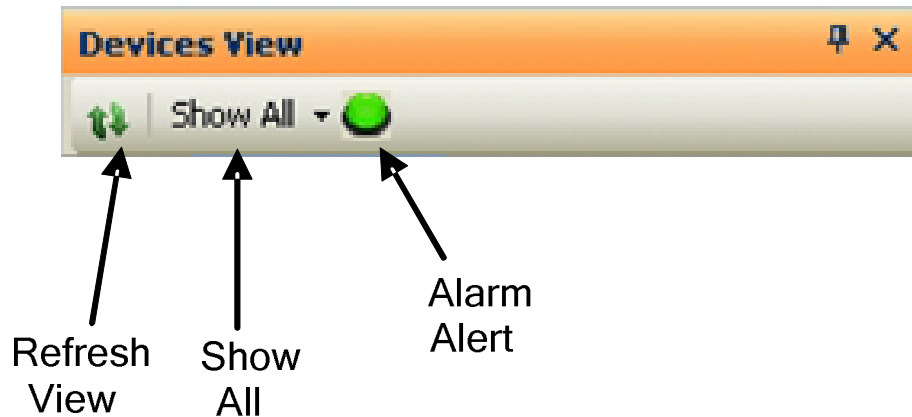 Devices View
Show All
Alarm
Alert
Refresh
View
Show
All